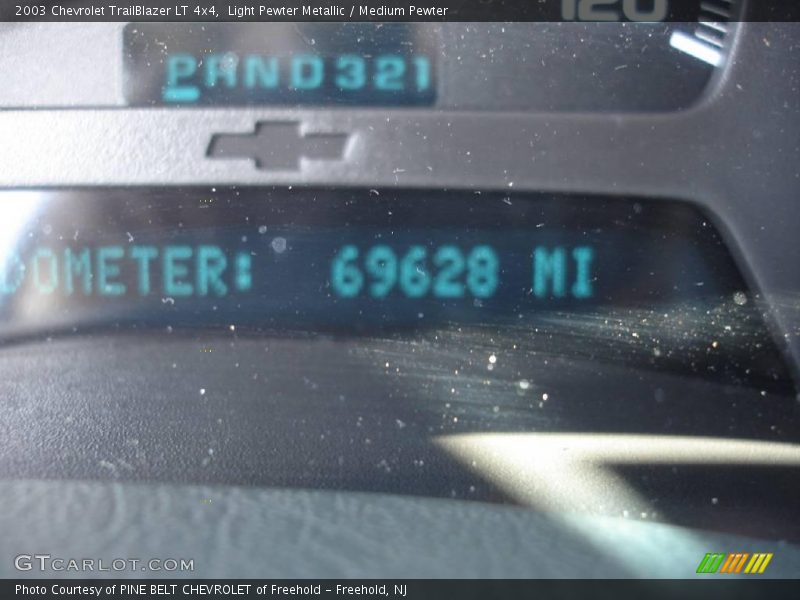 2003 Chevrolet TrailBlazer LT 4x4, Light Pewter Metallic / Medium Pewter
120
PRND321
ODOMETER: 69628 MI
GTCARLOT.COM
Photo Courtesy of PINE BELT CHEVROLET of Freehold – Freehold, NJ